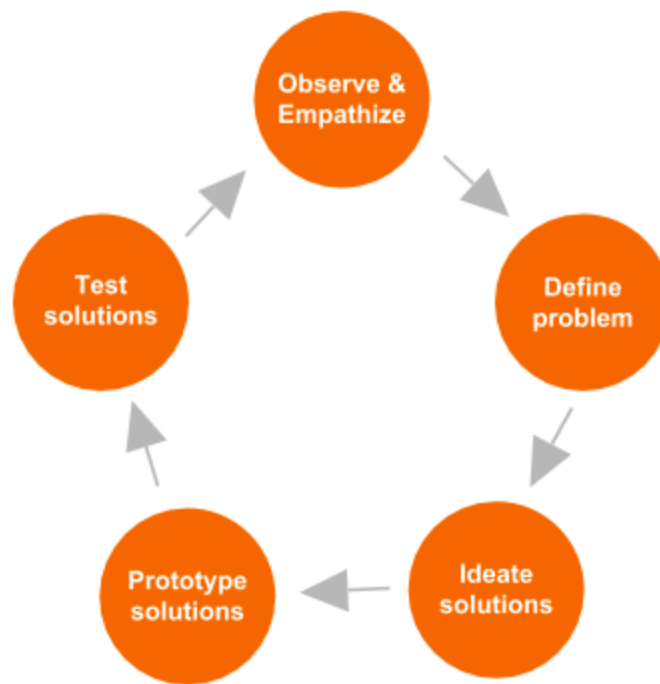 Observe &
Empathize
Define
problem
Ideate
solutions
Prototype
solutions
Test
solutions